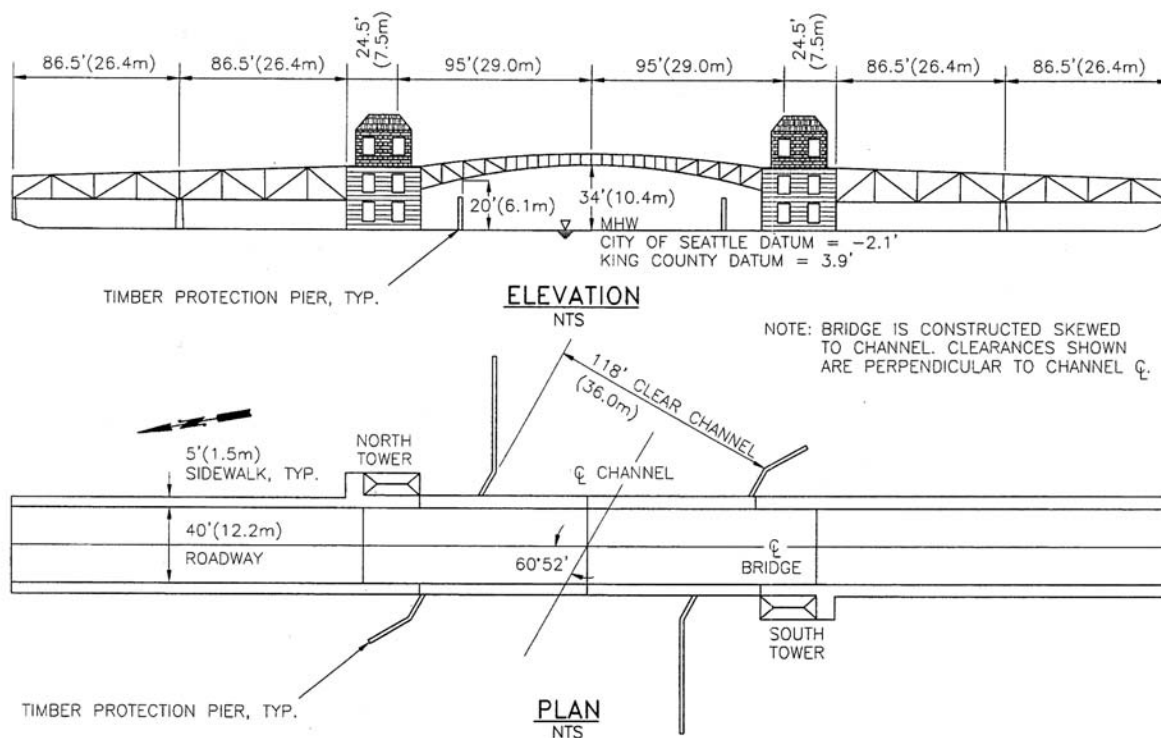 86.5'(26.4m)
86.5'(26.4m)
24.5'
(7.5m)
95'(29.0m)
95'(29.0m)
24.5'
(7.5m)
86.5'(26.4m)
86.5'(26.4m)
20'(6.1m)
34'(10.4m)
MHW
CITY OF SEATTLE DATUM = -2.1'
KING COUNTY DATUM = 3.9'
TIMBER PROTECTION PIER, TYP.
ELEVATION
NTS
NOTE: BRIDGE IS CONSTRUCTED SKEWED
TO CHANNEL. CLEARANCES SHOWN
ARE PERPENDICULAR TO CHANNEL ℄.
118' CLEAR CHANNEL
(36.0m)
N
5'(1.5m)
SIDEWALK, TYP.
NORTH
TOWER
℄ CHANNEL
40'(12.2m)
ROADWAY
60°52'
℄
BRIDGE
SOUTH
TOWER
TIMBER PROTECTION PIER, TYP.
PLAN
NTS